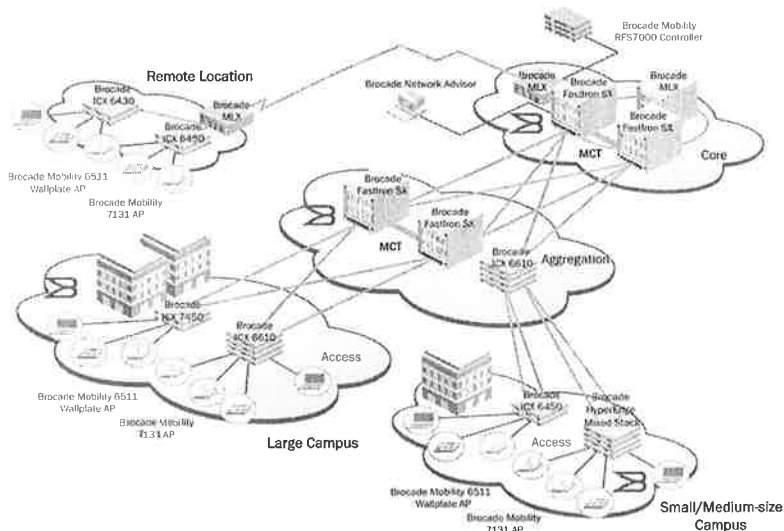 Brocade Mobility
RFS7000 Controller
Remote Location
Brocade
ICX 6430
Brocade
MLX
Brocade
ICX 6450
Brocade Mobility 6511
Wallplate AP
Brocade Mobility
7131 AP
Brocade Network Advisor
Brocade
MLX
Brocade
FastIron SX
Brocade
MLX
Brocade
FastIron SX
MCT
Core
Brocade
FastIron SX
Brocade
FastIron SX
MCT
Brocade
ICX 6610
Aggregation
Brocade
ICX 7450
Brocade
ICX 6610
Access
Brocade Mobility 6511
Wallplate AP
Brocade Mobility
7131 AP
Large Campus
Brocade
ICX 6450
Brocade
HyperEdge
Mixed Stack
Access
Brocade Mobility 6511
Wallplate AP
Brocade Mobility
7131 AP
Small/Medium-size
Campus